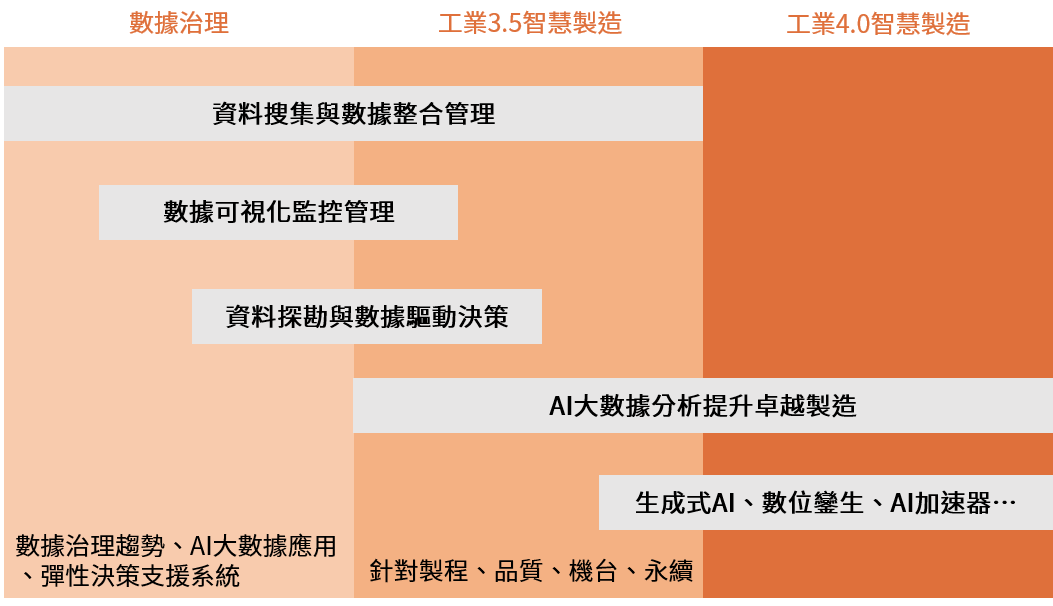 數據治理
工業3.5智慧製造
工業4.0智慧製造
資料搜集與數據整合管理
數據可視化監控管理
資料探勘與數據驅動決策
AI大數據分析提升卓越製造
生成式AI、數位孿生、AI加速器…
數據治理趨勢、AI大數據應用
、彈性決策支援系統
針對製程、品質、機台、永續